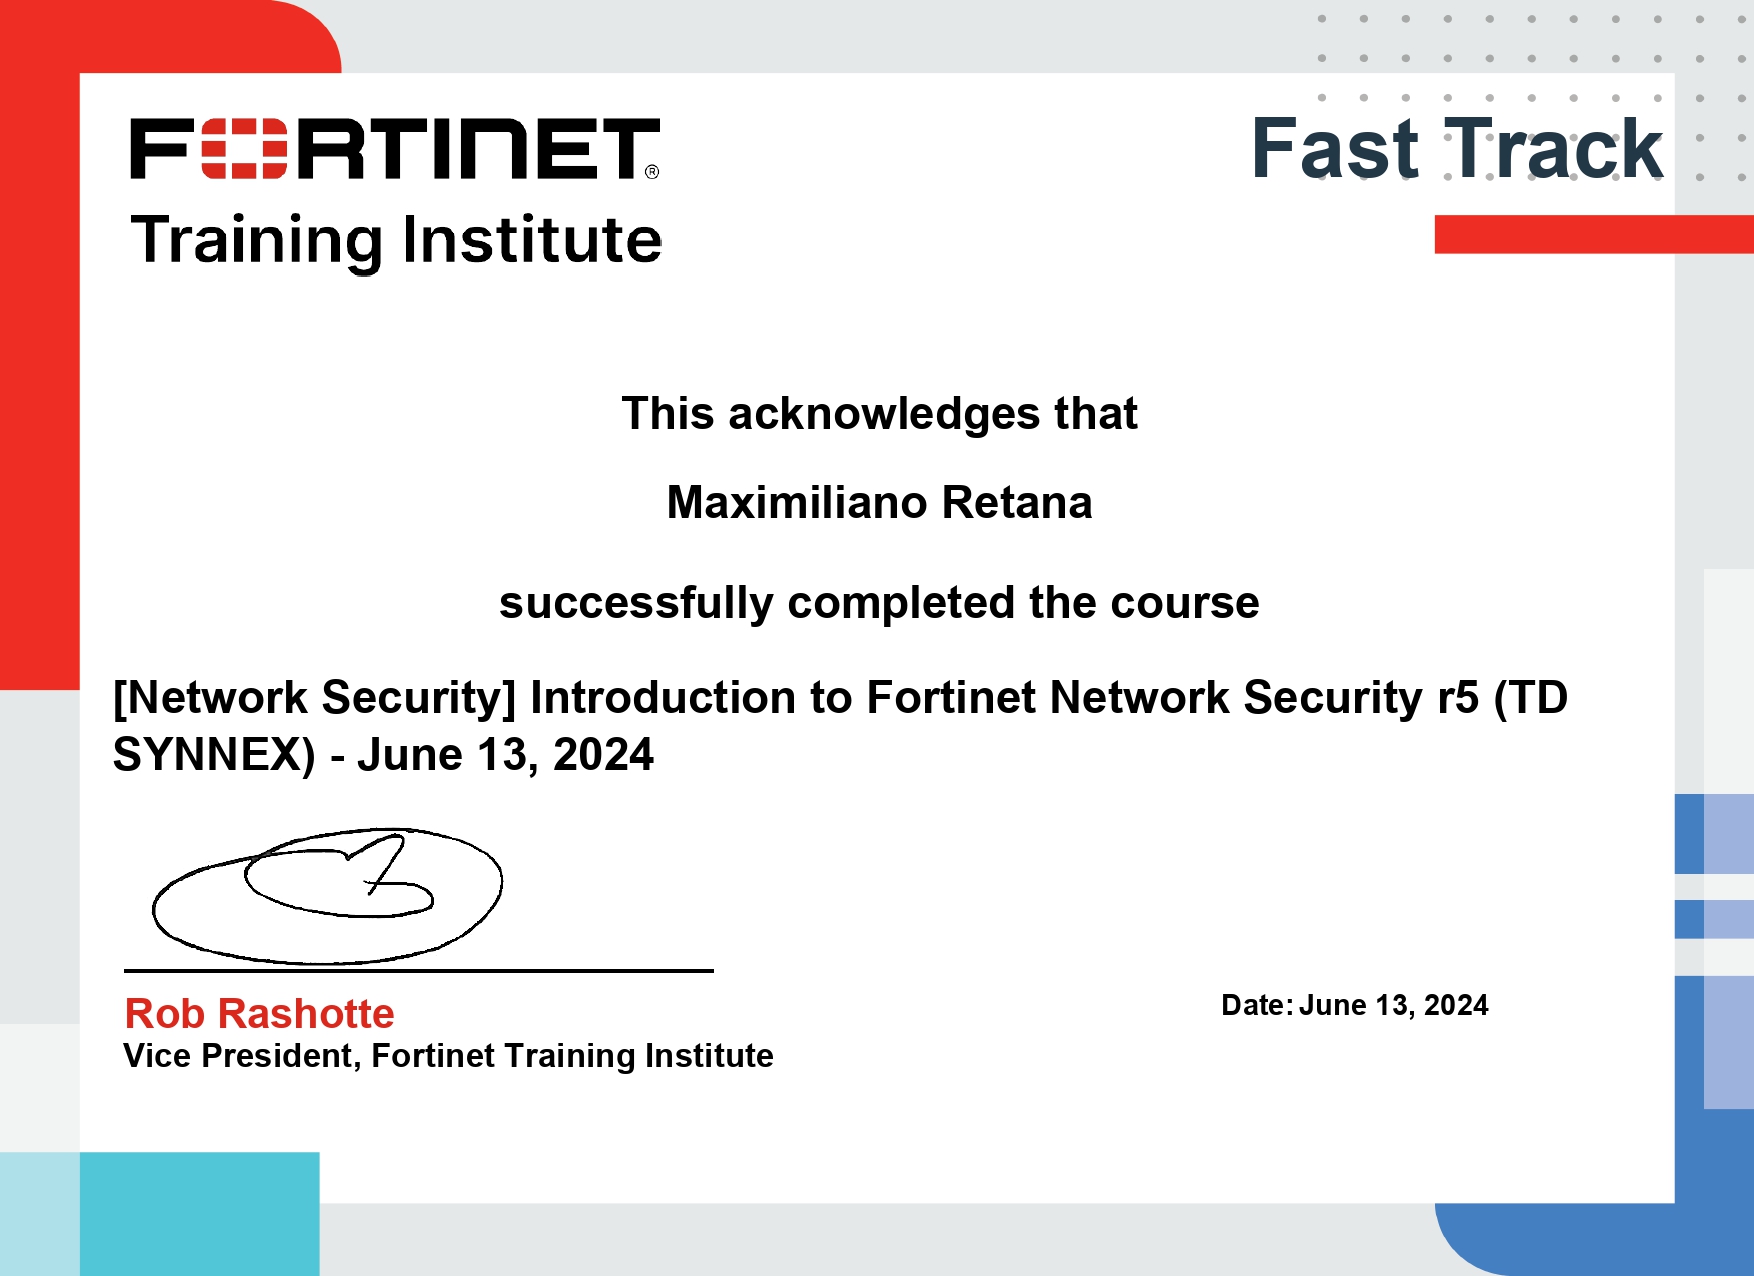 FORTINET®
Training Institute
Fast Track
This acknowledges that
Maximiliano Retana
successfully completed the course
[Network Security] Introduction to Fortinet Network Security r5 (TD
SYNNEX) - June 13, 2024
Rob Rashotte
Vice President, Fortinet Training Institute
Date: June 13, 2024